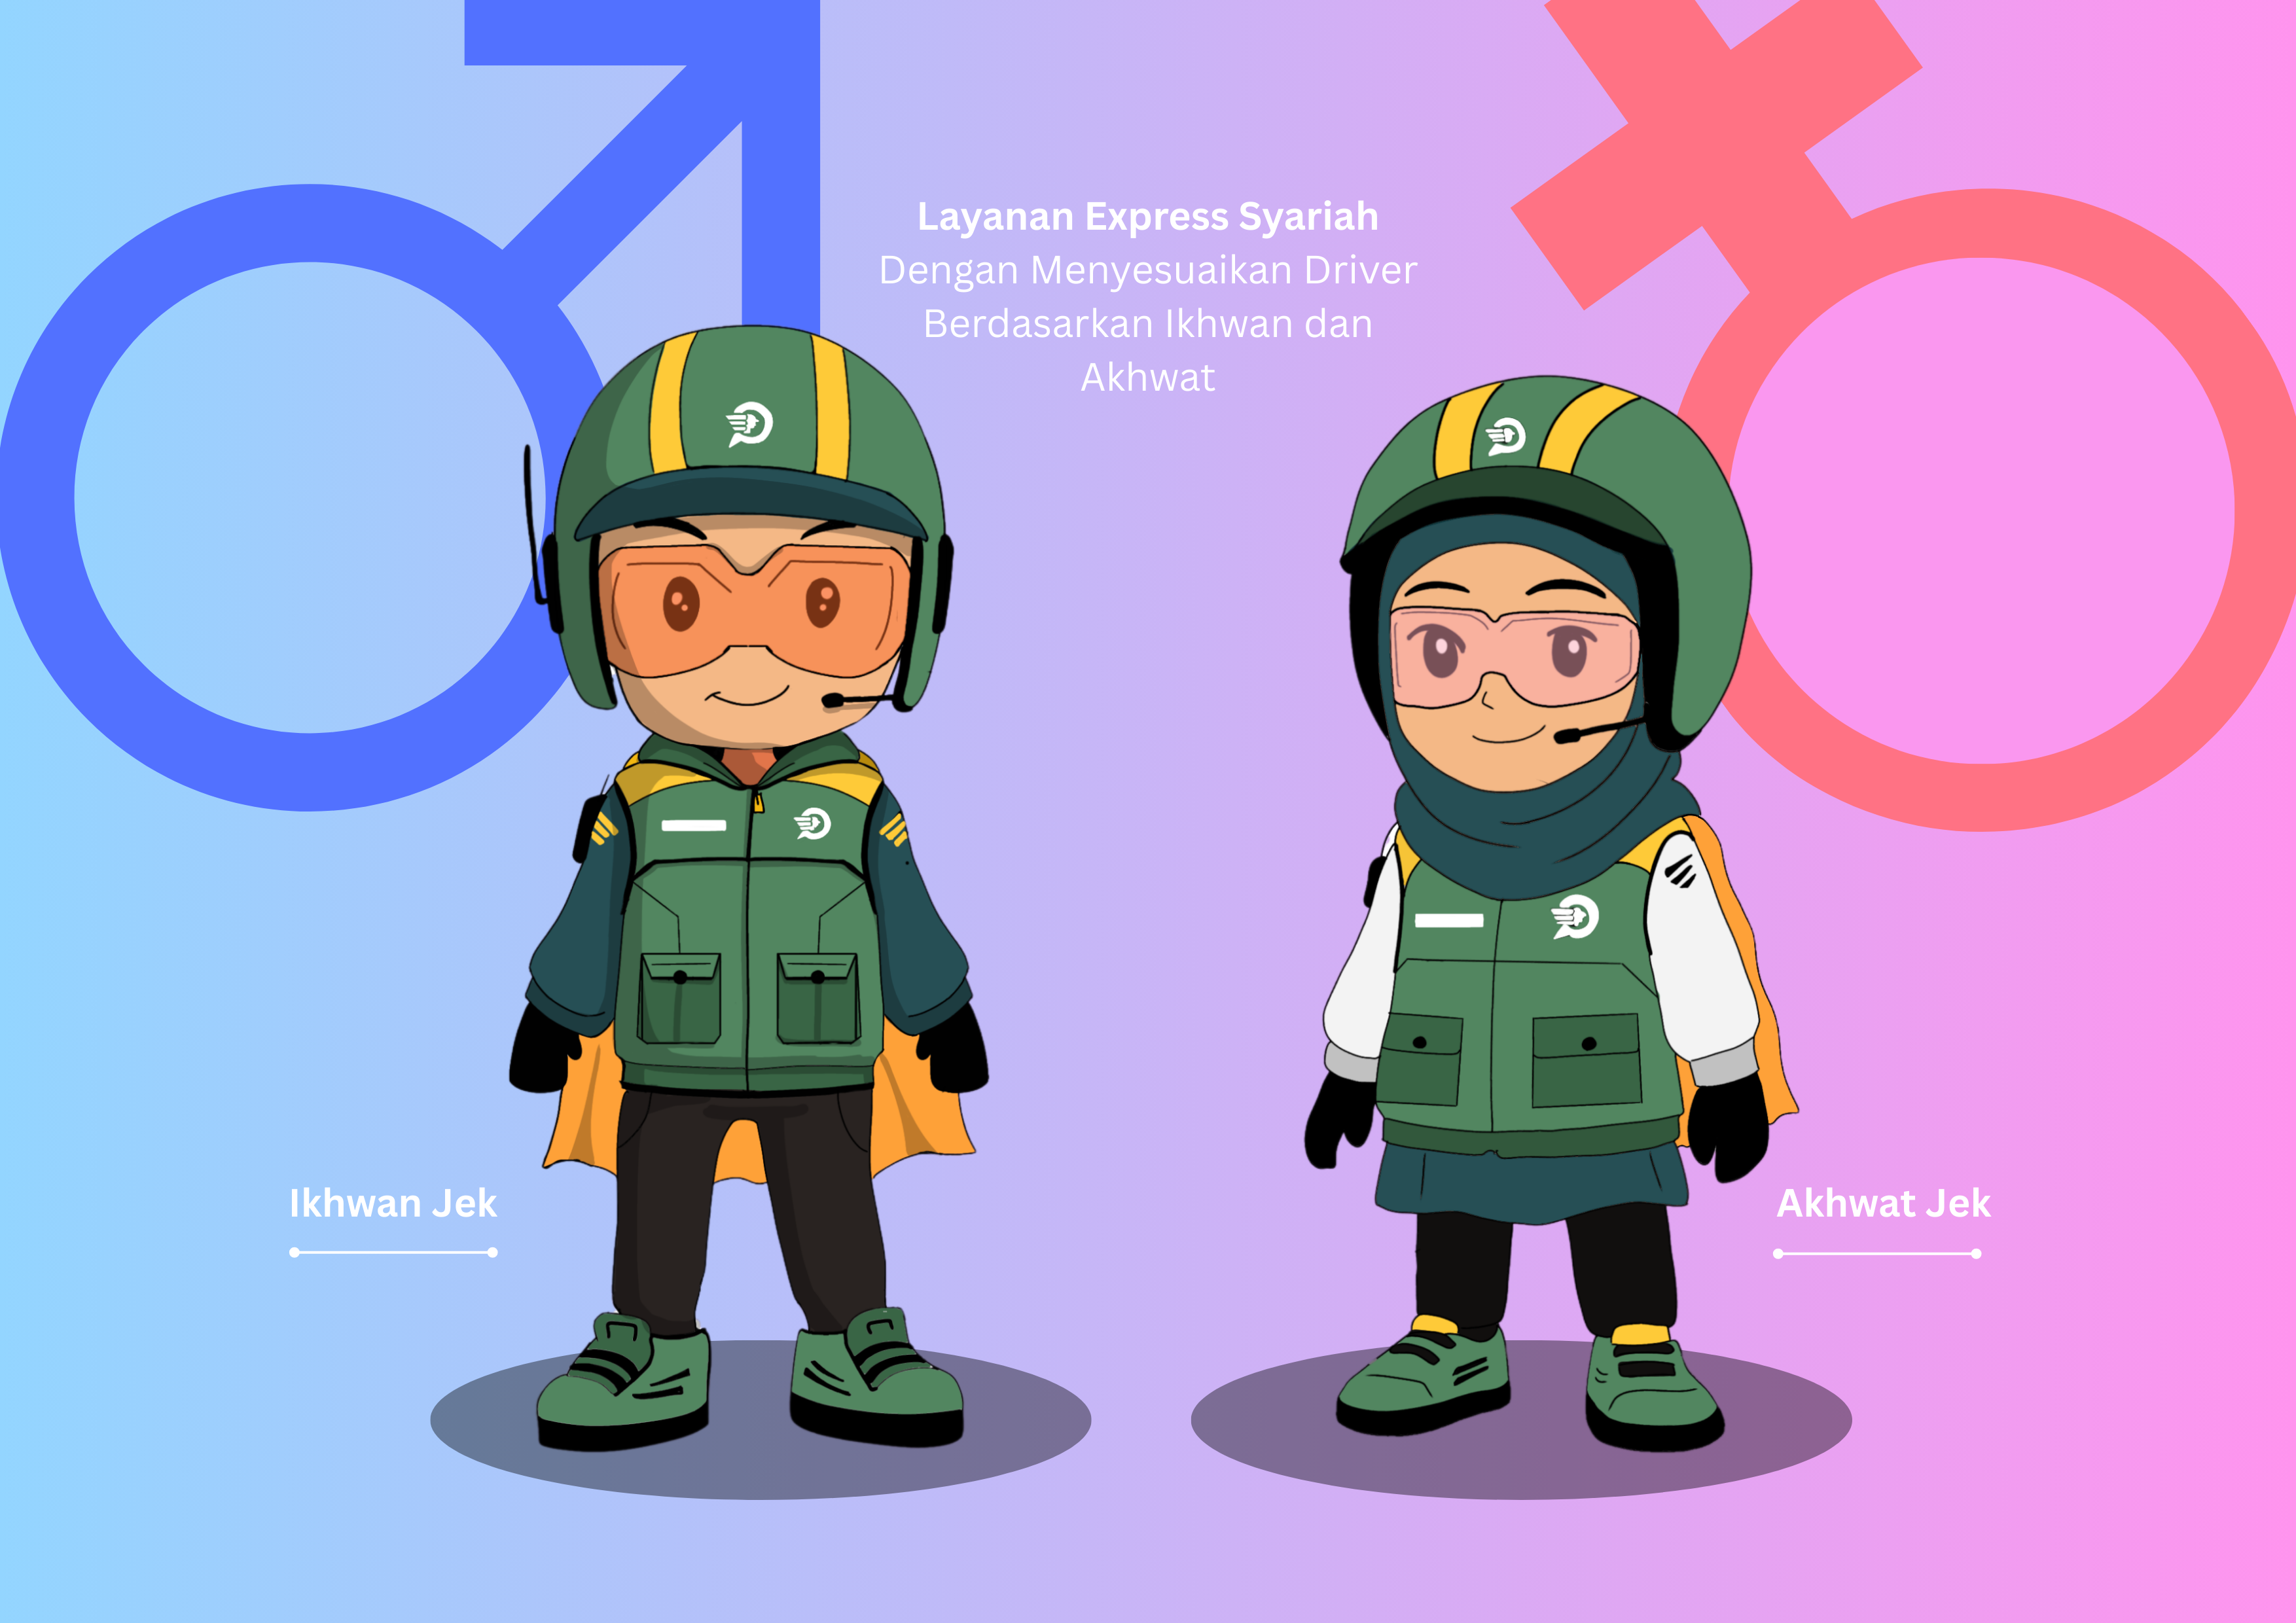 Layanan Express Syariah
Dengan Menyesuaikan Driver
Berdasarkan Ikhwan dan
Akhwat
Ikhwan Jek
Akhwat Jek